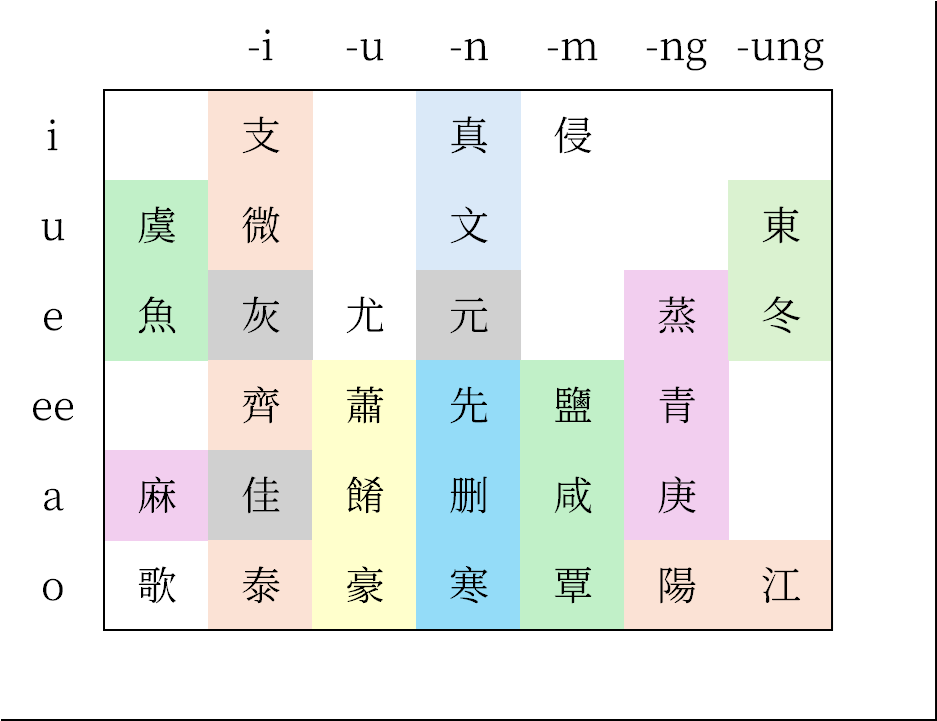 -i -u -n -m -ng -ung
i 支 真 侵
u 虞 微 文 東
e 魚 灰 尤 元 蒸 冬
ee 齊 蕭 先 鹽 青
a 麻 佳 餚 删 咸 庚
o 歌 泰 豪 寒 覃 陽 江